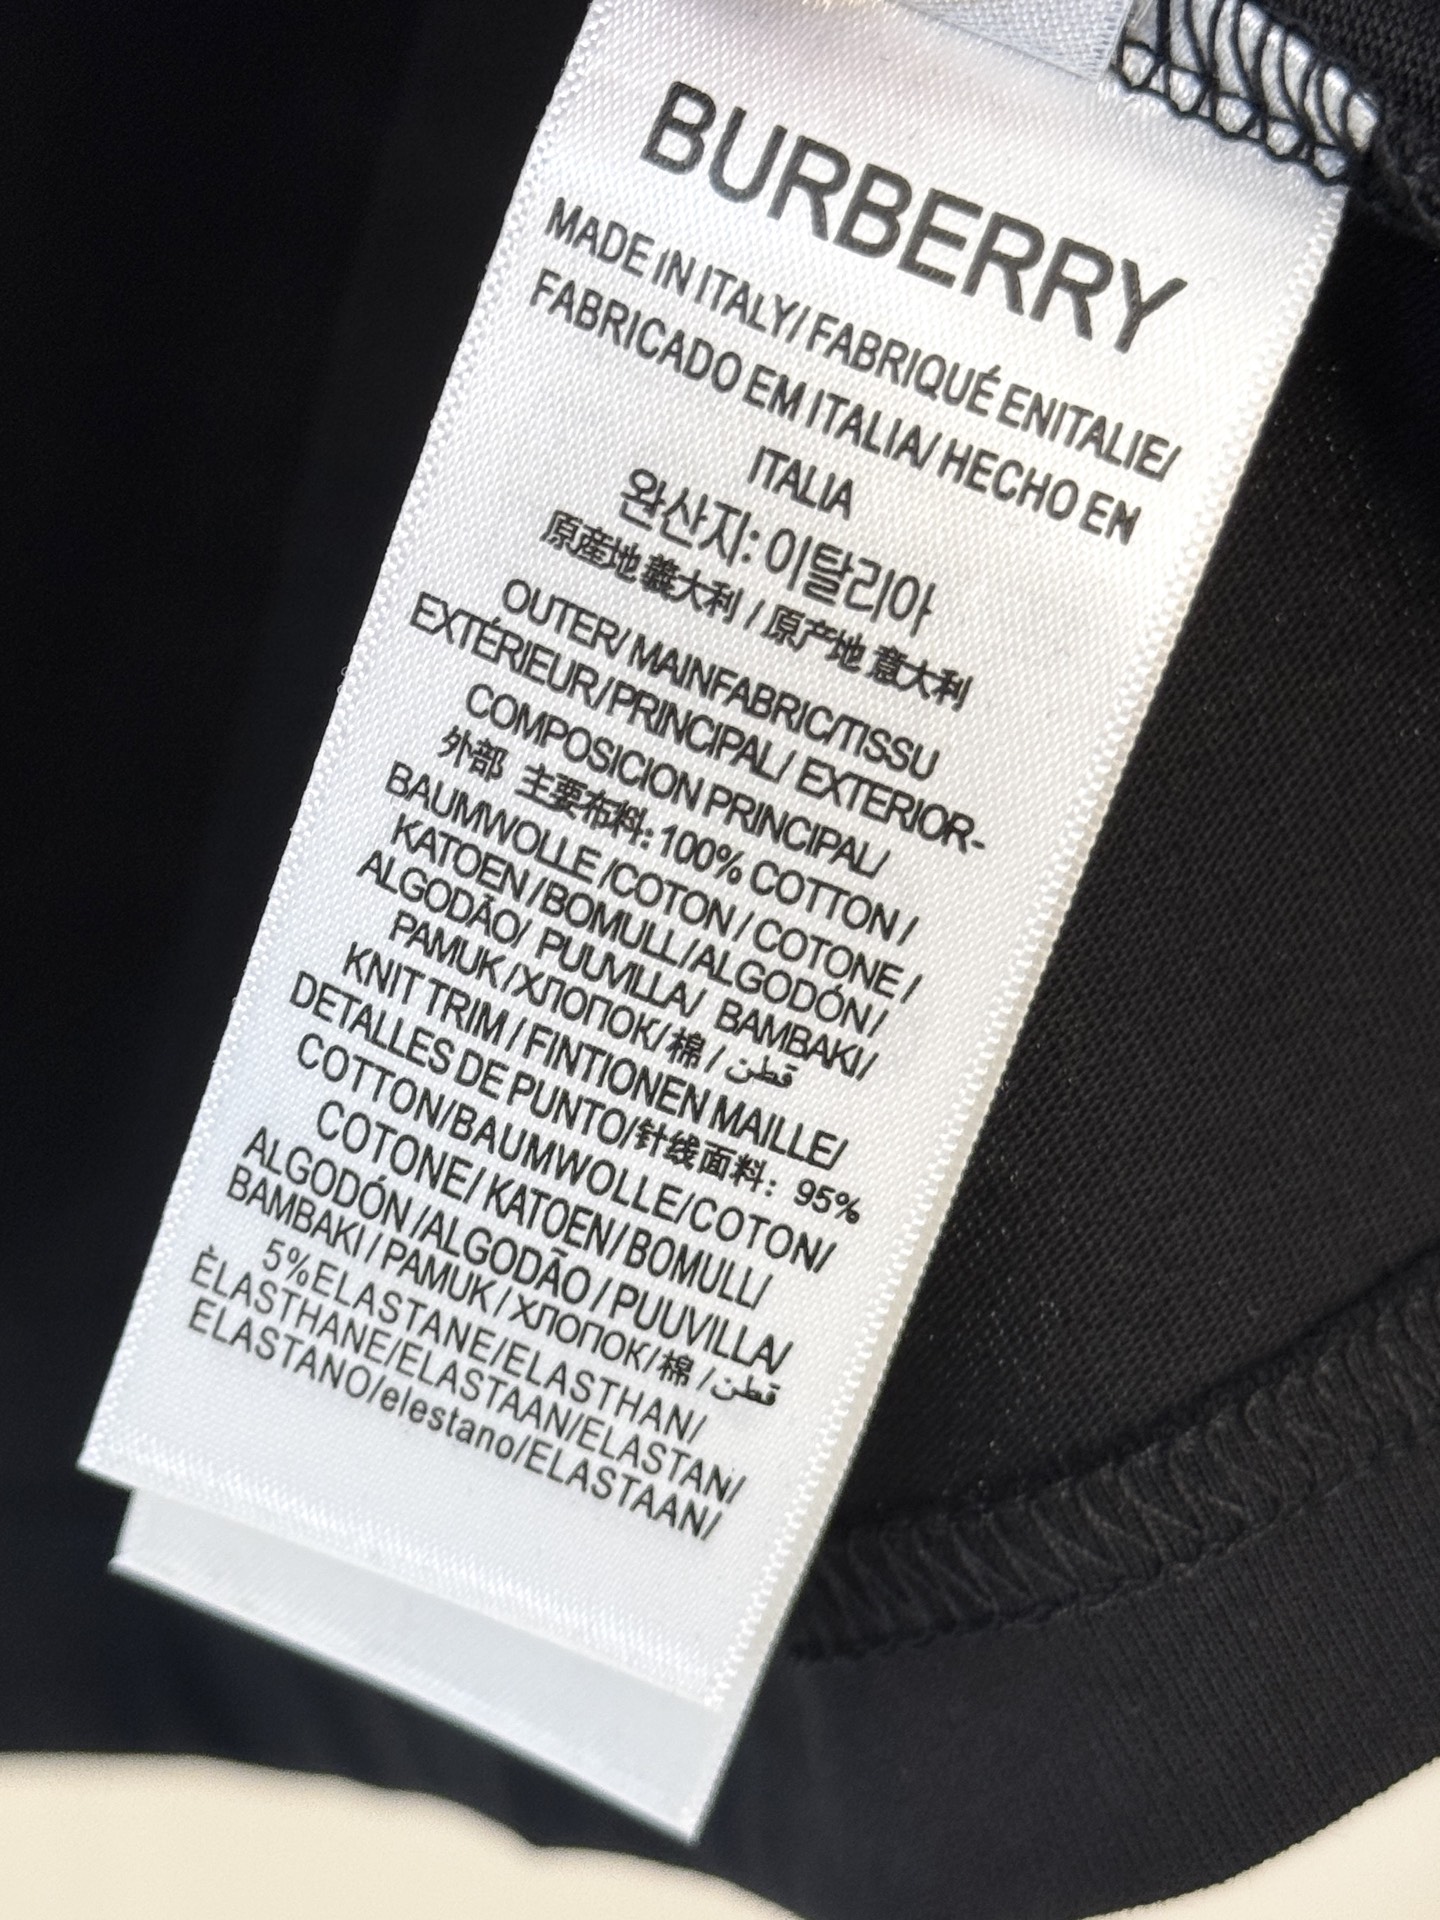 BURBERRY
MADE IN ITALY/FABRIQUÉ ENITALIE/
FABRICADO EM ITALIA/ HECHO EN
ITALIA
완산지: 이탈리아
原産地 義大利 / 原产地 意大利
OUTER/ MAINFABRIC/TISSU
EXTÉRIEUR/PRINCIPAL/ EXTERIOR-
COMPOSICION PRINCIPAL/
外部 主要布料: 100% COTTON /
BAUMWOLLE /COTON / COTONE /
KATOEN /BOMULL/ALGODÓN/
ALGODÃO/ PUUVILLA/ BAMBAKI/
PAMUK /ХЛОПОК/棉 / قطن
KNIT TRIM / FINTIONEN MAILLE/
DETALLES DE PUNTO/针线面料: 95%
COTTON/BAUMWOLLE/COTON/
COTONE/ KATOEN/BOMULL/
ALGODÓN /ALGODÃO / PUUVILLA/
BAMBAKI / PAMUK / ХЛОПОК/棉 / قطن
5%ELASTANE/ELASTHAN/
ÈLASTHANE/ELASTAAN/ELASTAN/
ELASTANO/elestano/ELASTAAN/